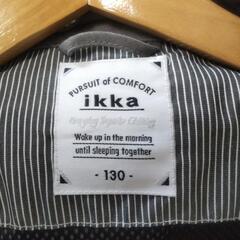 PURSUIT of COMFORT
ikka
Wake up in the morning
until sleeping together
- 130 -